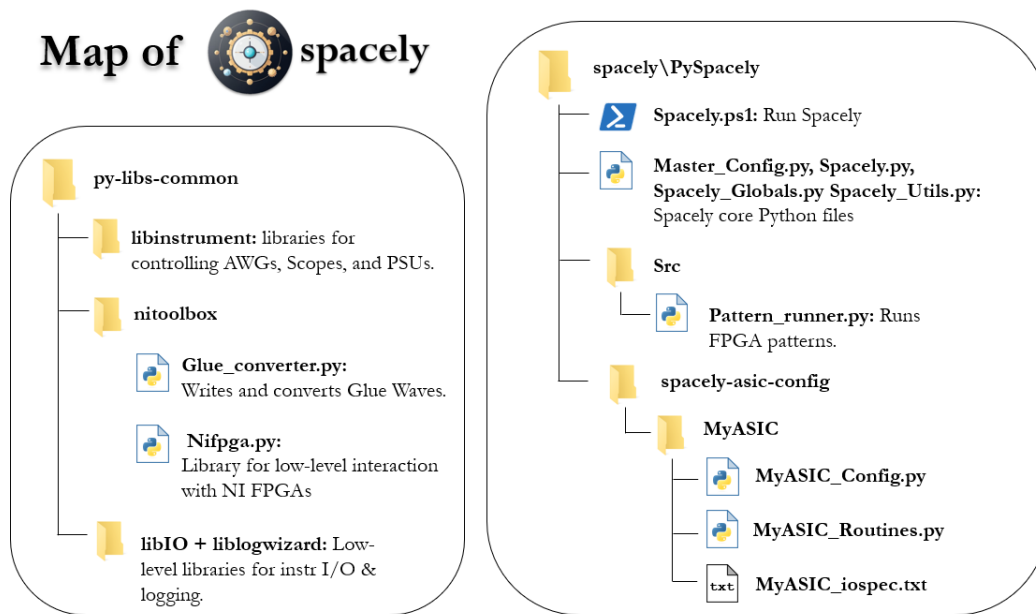 Map of spacely
py-libs-common
libinstrument: libraries for
controlling AWGs, Scopes, and PSUs.
nitoolbox
Glue_converter.py:
Writes and converts Glue Waves.
Nifpga.py:
Library for low-level interaction
with NI FPGAs
libIO + liblogwizard: Low-
level libraries for instr I/O &
logging.
spacely\PySpacely
Spacely.ps1: Run Spacely
Master_Config.py, Spacely.py,
Spacely_Globals.py Spacely_Utils.py:
Spacely core Python files
Src
Pattern_runner.py: Runs
FPGA patterns.
spacely-asic-config
MyASIC
MyASIC_Config.py
MyASIC_Routines.py
txt MyASIC_iospec.txt